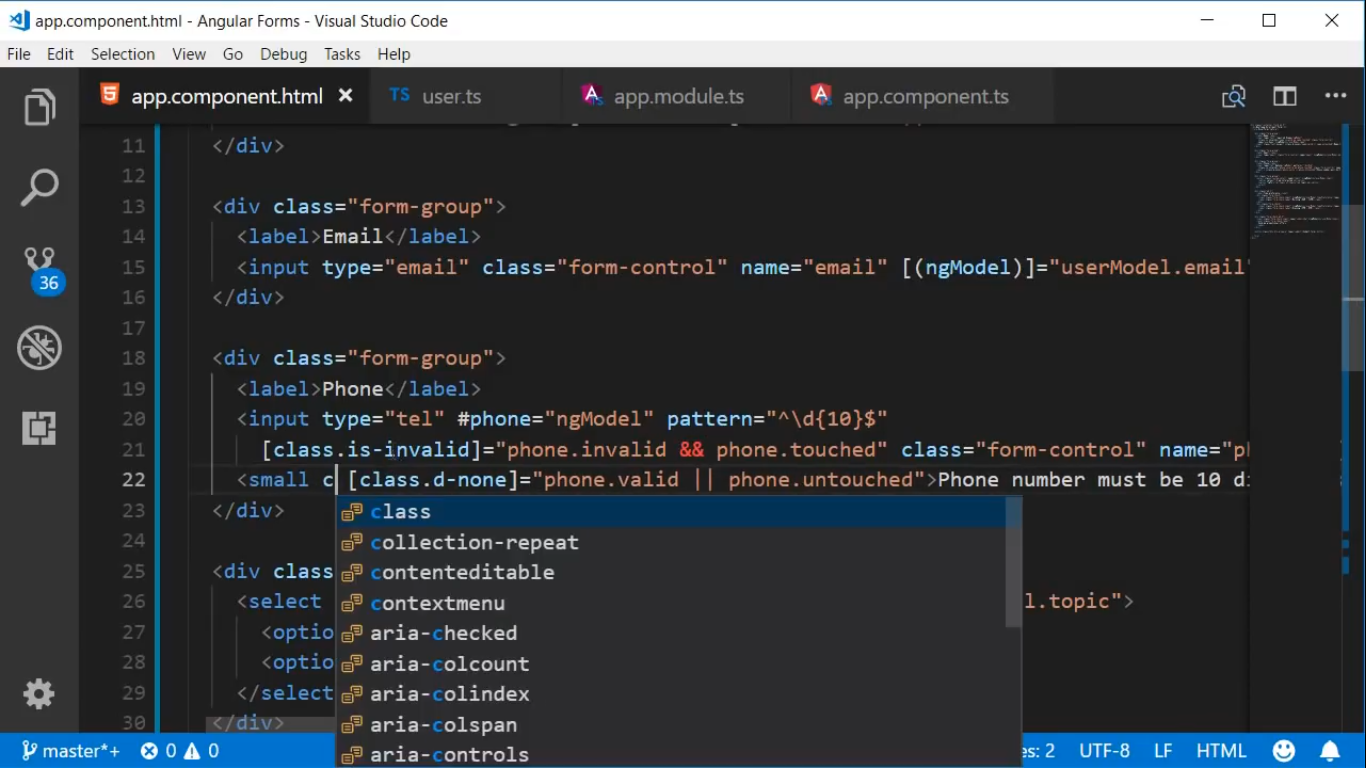 app.component.html - Angular Forms - Visual Studio Code
File Edit Selection View Go Debug Tasks Help
app.component.html TS user.ts app.module.ts app.component.ts
11 </div>
12
13 <div class="form-group">
14 <label>Email</label>
15 <input type="email" class="form-control" name="email" [(ngModel)]="userModel.email"
16 </div>
17
18 <div class="form-group">
19 <label>Phone</label>
20 <input type="tel" #phone="ngModel" pattern="^\d{10}$"
21 [class.is-invalid]="phone.invalid && phone.touched" class="form-control" name="ph
22 <small c [class.d-none]="phone.valid || phone.untouched">Phone number must be 10 di
23 </div>
class
24
collection-repeat
25 <div class
contenteditable
26 <select
contextmenu
l.topic">
27 <optio
aria-checked
28 <optio
aria-colcount
29 </select
aria-colindex
30 </div>
aria-colspan
aria-controls
36
master*+ 0 0
es: 2 UTF-8 LF HTML